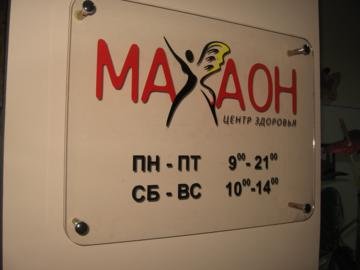 МАХАОН
ЦЕНТР ЗДОРОВЬЯ
ПН - ПТ 9⁰⁰- 21⁰⁰
СБ - ВС 10⁰⁰-14⁰⁰